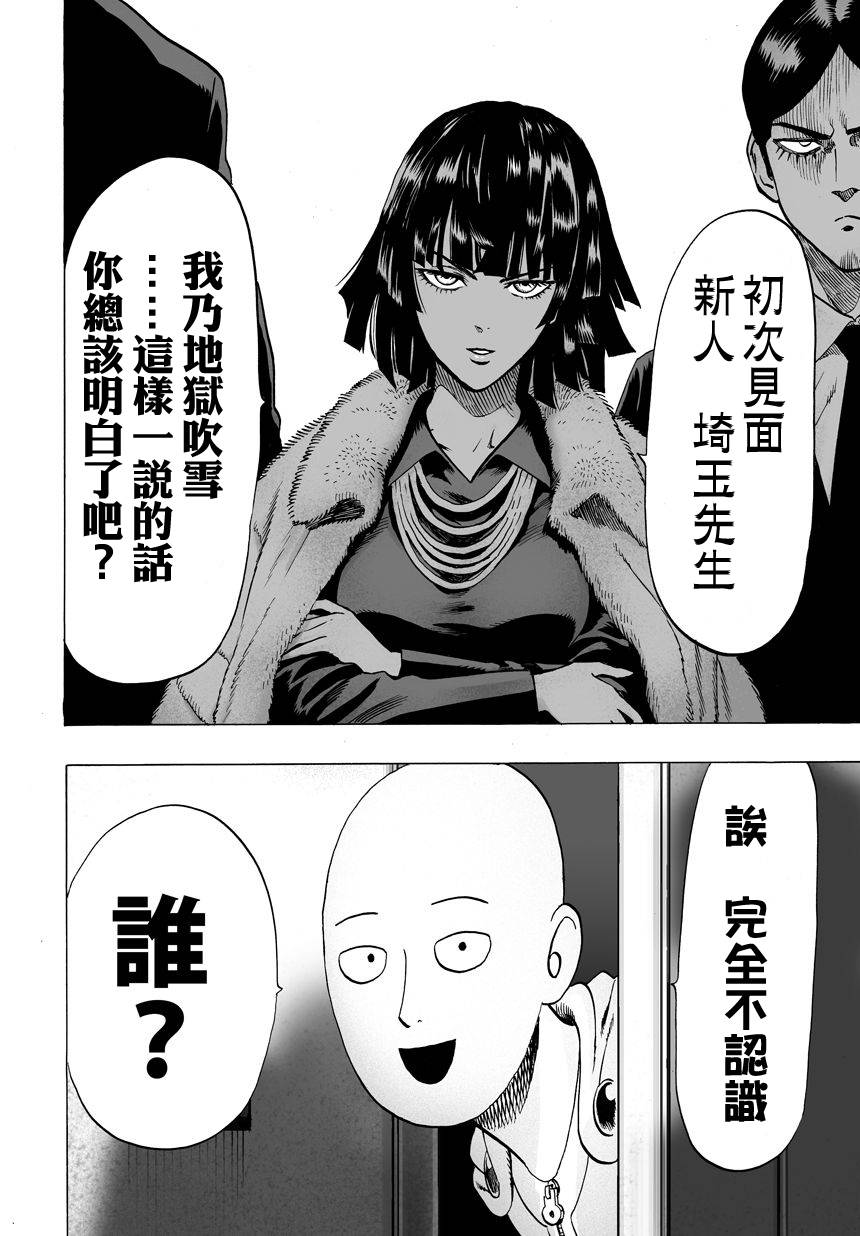 初次見面
新人　埼玉先生
我乃地獄吹雪
……這樣一說的話
你總該明白了吧？
誒　完全不認識
誰？